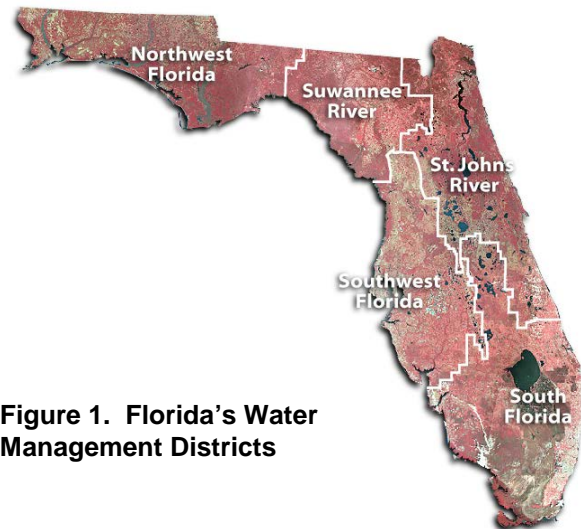 Northwest
Florida
Suwannee
River
St. Johns
River
Southwest
Florida
South
Florida
Figure 1. Florida's Water
Management Districts